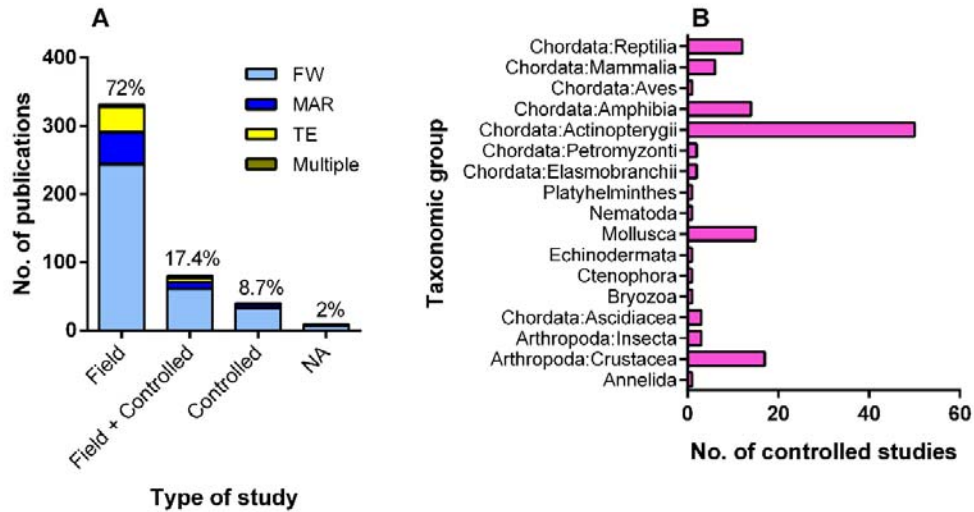 A
No. of publications
400
300
200
100
0
72%
17.4%
8.7%
2%
FW
MAR
TE
Multiple
Field
Field + Controlled
Controlled
NA
Type of study
B
Taxonomic group
Chordata:Reptilia
Chordata:Mammalia
Chordata:Aves
Chordata:Amphibia
Chordata:Actinopterygii
Chordata:Petromyzonti
Chordata:Elasmobranchii
Platyhelminthes
Nematoda
Mollusca
Echinodermata
Ctenophora
Bryozoa
Chordata:Ascidiacea
Arthropoda:Insecta
Arthropoda:Crustacea
Annelida
0 20 40 60
No. of controlled studies